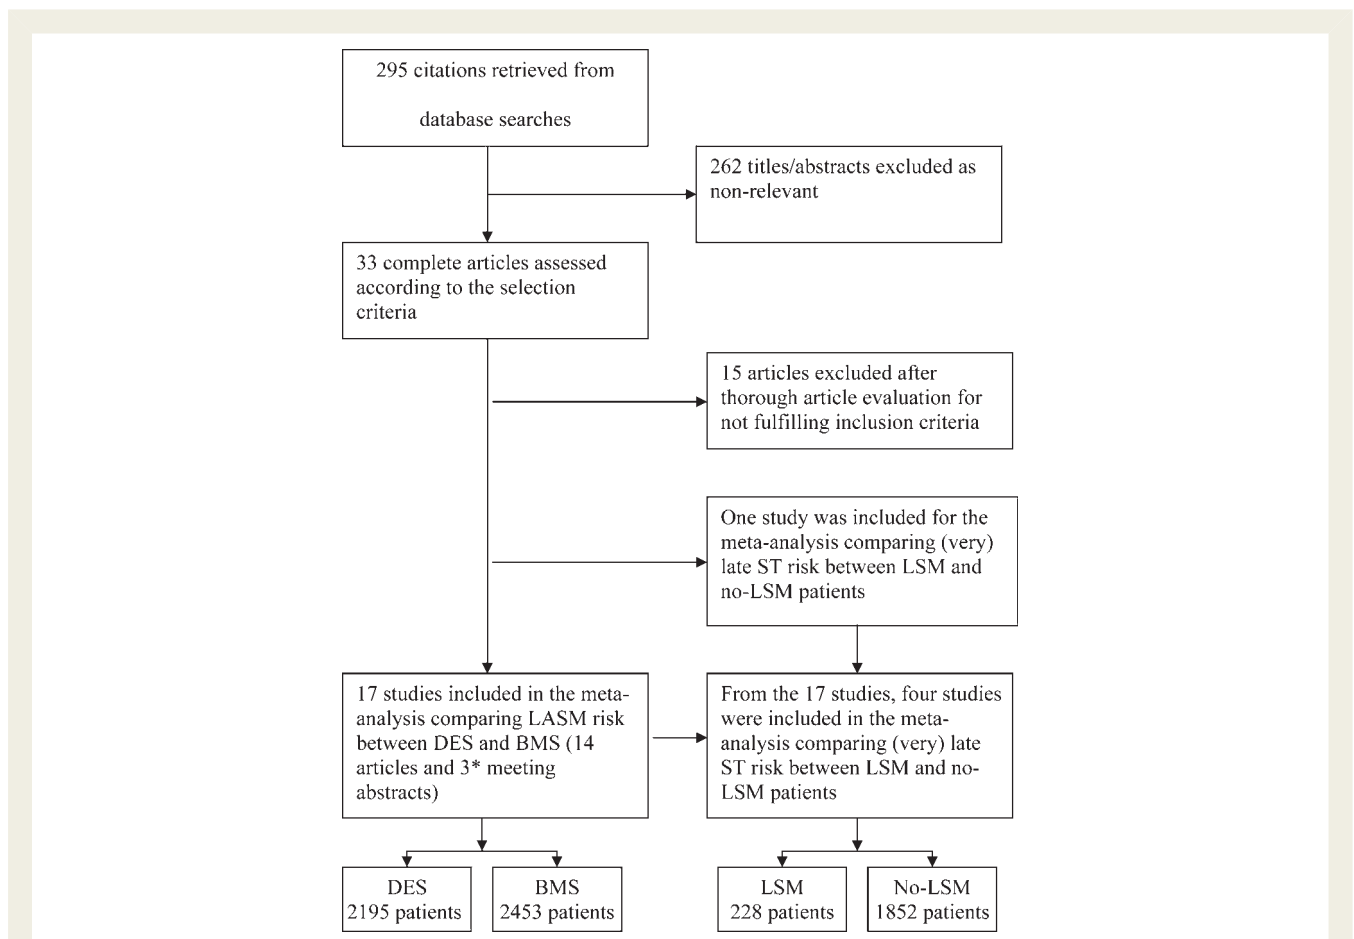 295 citations retrieved from
database searches
262 titles/abstracts excluded as
non-relevant
33 complete articles assessed
according to the selection
criteria
15 articles excluded after
thorough article evaluation for
not fulfilling inclusion criteria
One study was included for the
meta-analysis comparing (very)
late ST risk between LSM and
no-LSM patients
17 studies included in the meta-
analysis comparing LASM risk
between DES and BMS (14
articles and 3* meeting
abstracts)
From the 17 studies, four studies
were included in the meta-
analysis comparing (very) late
ST risk between LSM and no-
LSM patients
DES
2195 patients
BMS
2453 patients
LSM
228 patients
No-LSM
1852 patients